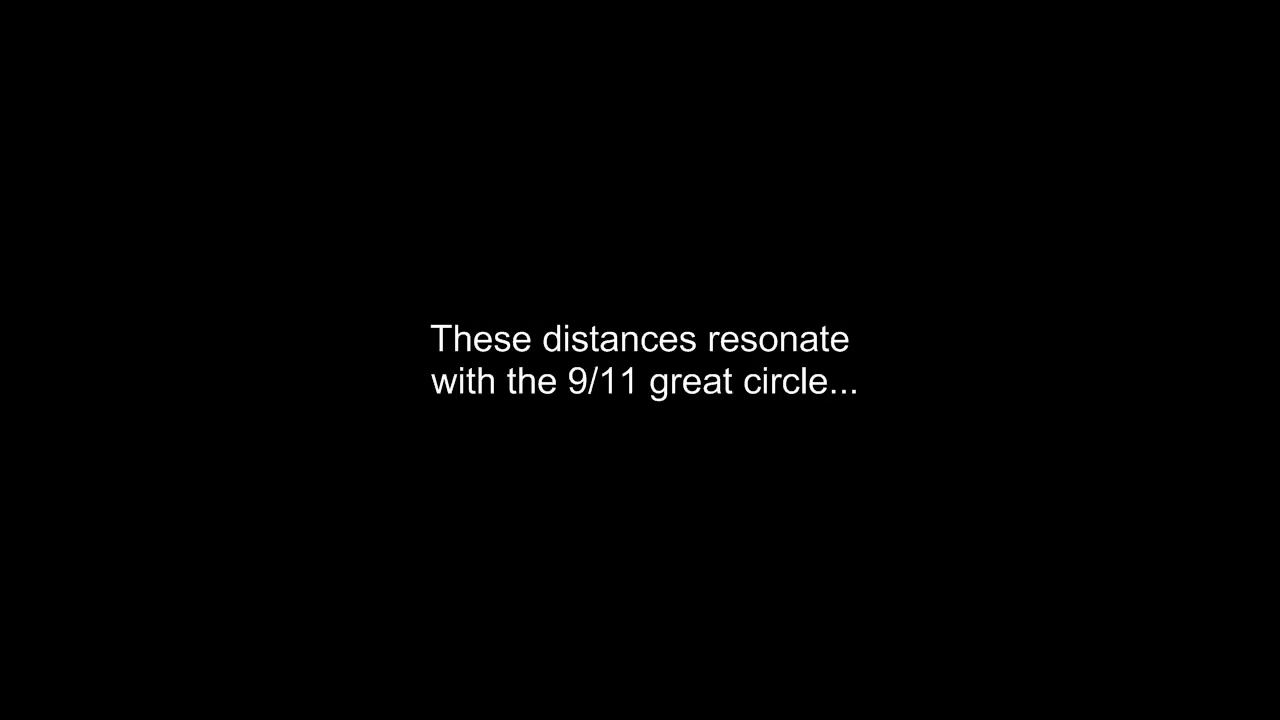 These distances resonate
with the 9/11 great circle...